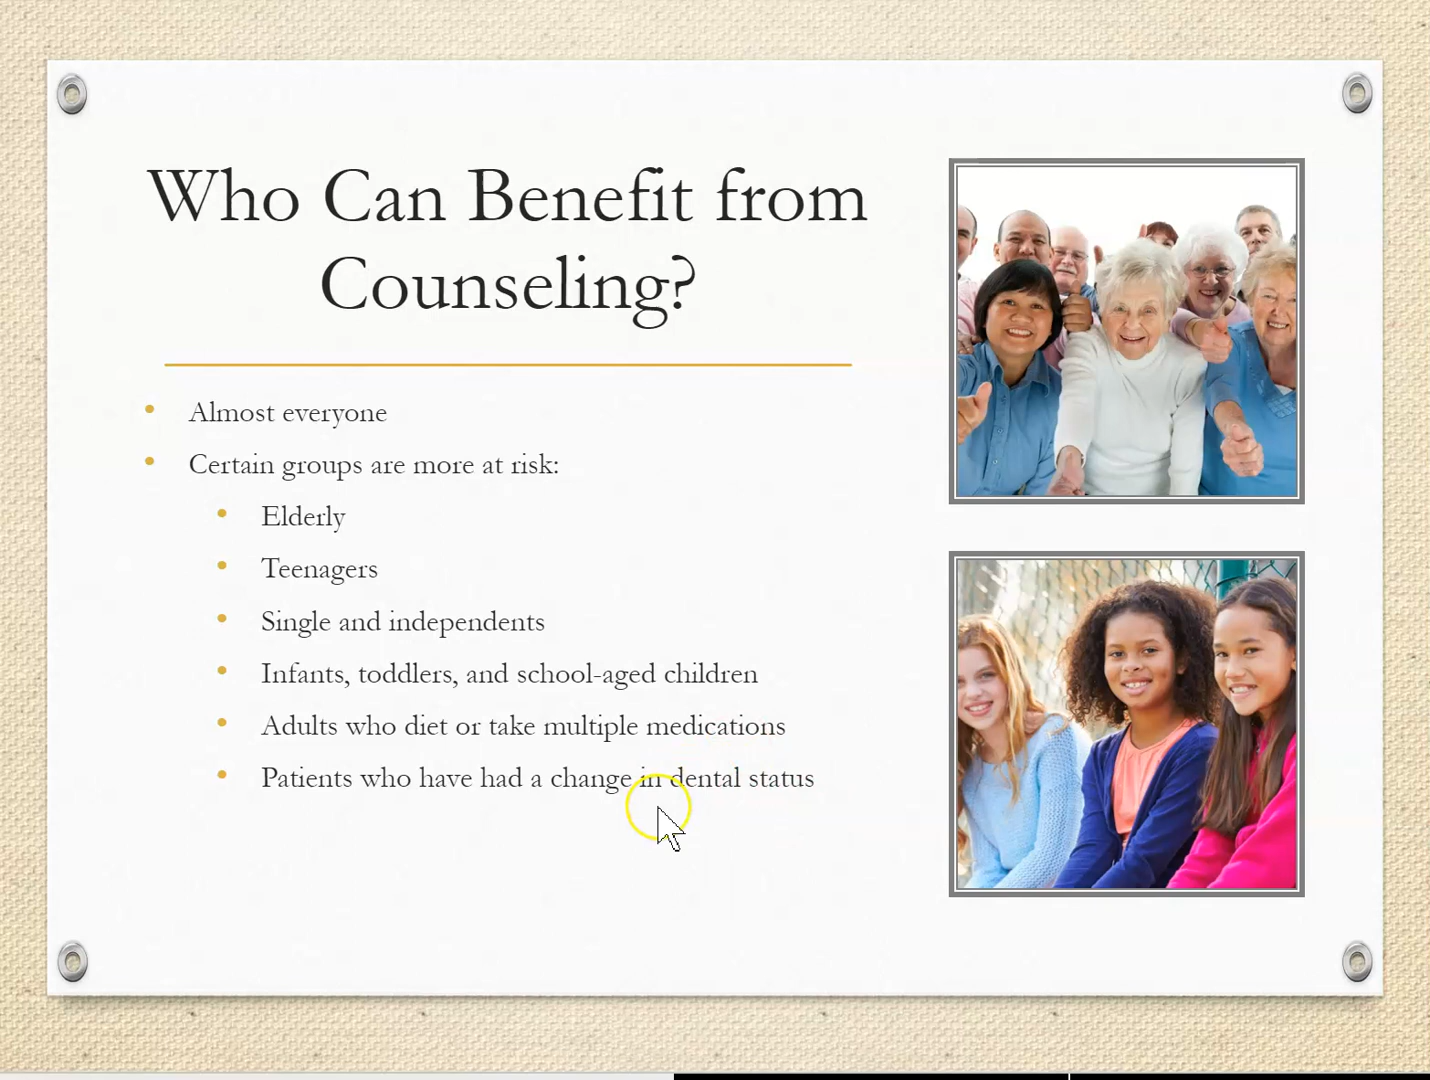 Who Can Benefit from
Counseling?
Almost everyone
Certain groups are more at risk:
Elderly
Teenagers
Single and independents
Infants, toddlers, and school-aged children
Adults who diet or take multiple medications
Patients who have had a change in dental status